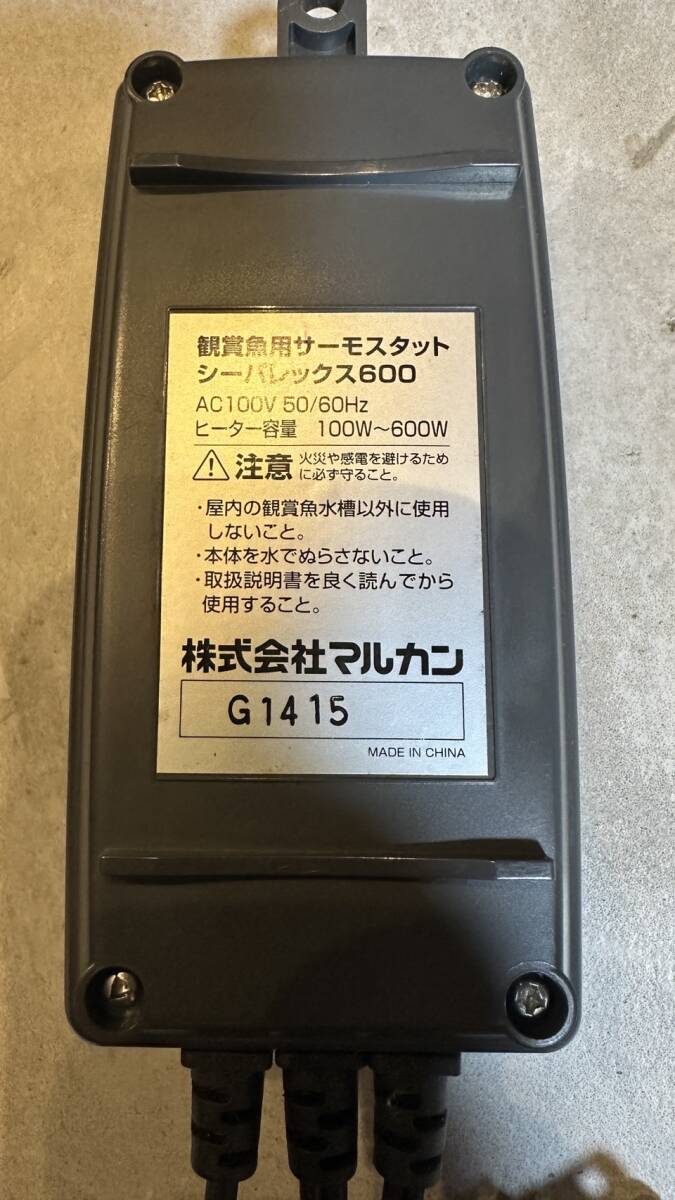 観賞魚用サーモスタット
シーパレックス600
AC100V 50/60Hz
ヒーター容量 100W～600W
注意 火災や感電を避けるため
に必ず守ること。
・屋内の観賞魚水槽以外に使用
しないこと。
・本体を水でぬらさないこと。
・取扱説明書を良く読んでから
使用すること。
株式会社マルカン
G1415
MADE IN CHINA